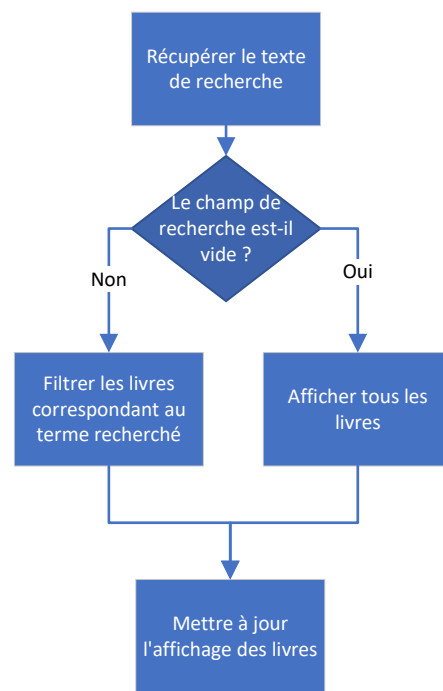 Récupérer le texte
de recherche
Le champ de
recherche est-il
vide ?
Non
Oui
Filtrer les livres
correspondant au
terme recherché
Afficher tous les
livres
Mettre à jour
l'affichage des livres